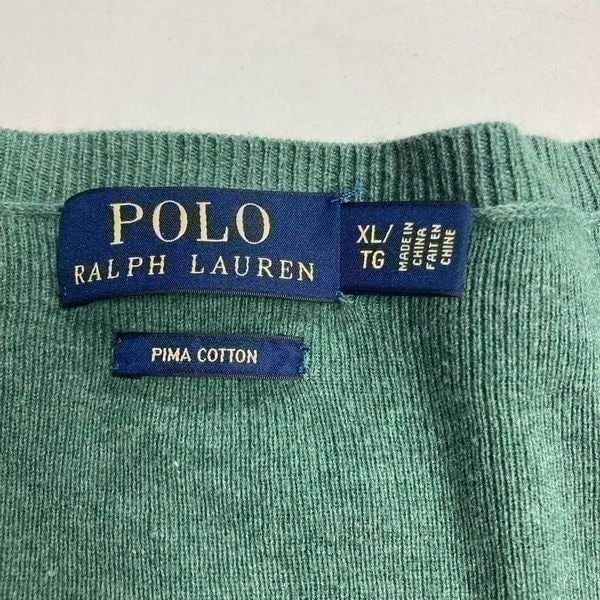 POLO
RALPH LAUREN
XL/
TG
MADE IN
CHINA
FAIT EN
CHINE
PIMA COTTON